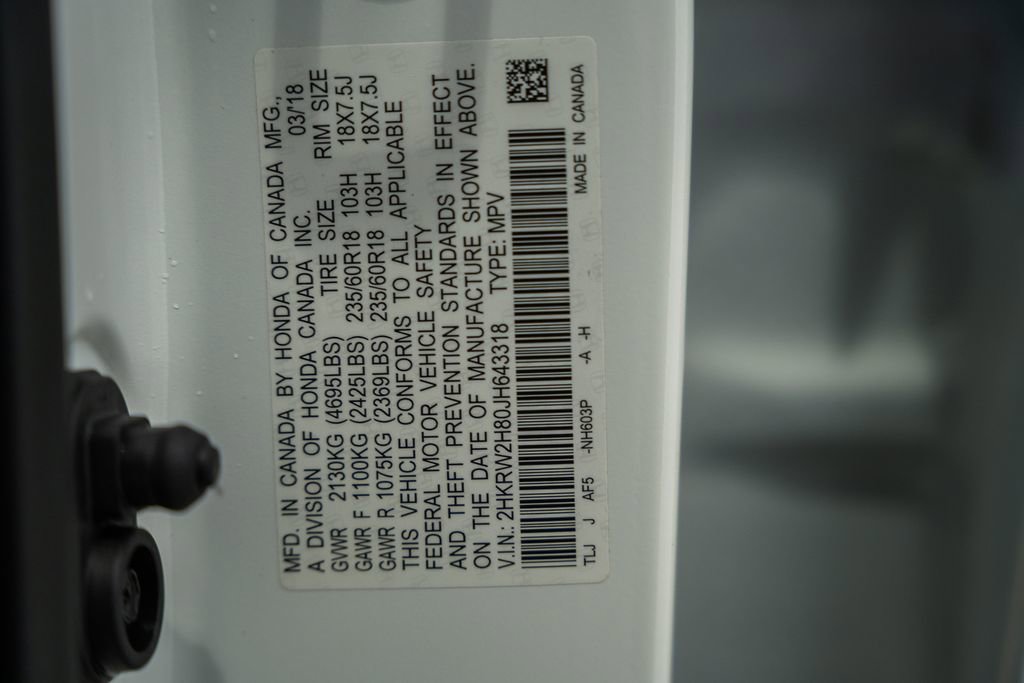 MFD. IN CANADA BY HONDA OF CANADA MFG.,
A DIVISION OF HONDA CANADA INC. 03/'18
GVWR 2130KG (4695LBS) TIRE SIZE RIM SIZE
GAWR F 1100KG (2425LBS) 235/60R18 103H 18X7.5J
GAWR R 1075KG (2369LBS) 235/60R18 103H 18X7.5J
THIS VEHICLE CONFORMS TO ALL APPLICABLE
FEDERAL MOTOR VEHICLE SAFETY
AND THEFT PREVENTION STANDARDS IN EFFECT
ON THE DATE OF MANUFACTURE SHOWN ABOVE.
V.I.N.: 2HKRW2H80JH643318 TYPE: MPV
TLJ J AF5 -NH603P -A -H MADE IN CANADA